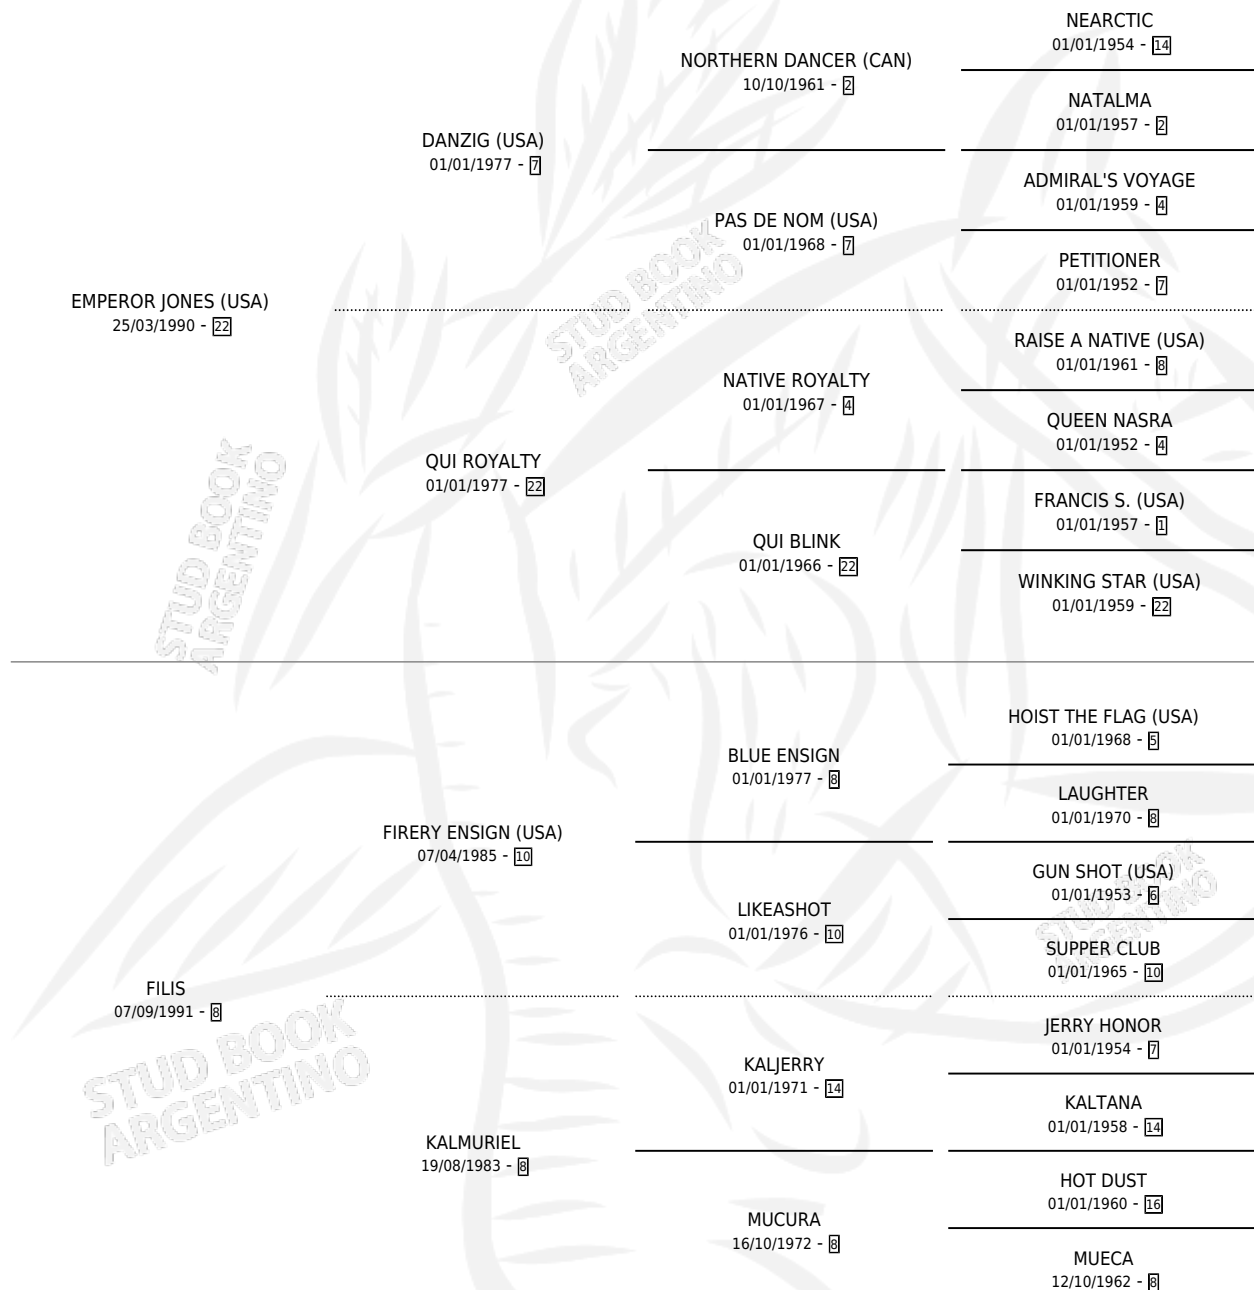 NEARCTIC
01/01/1954 - 14
NORTHERN DANCER (CAN)
10/10/1961 - 2
NATALMA
01/01/1957 - 2
DANZIG (USA)
01/01/1977 - 7
ADMIRAL'S VOYAGE
01/01/1959 - 4
PAS DE NOM (USA)
01/01/1968 - 7
PETITIONER
01/01/1952 - 7
EMPEROR JONES (USA)
25/03/1990 - 22
RAISE A NATIVE (USA)
01/01/1961 - 8
NATIVE ROYALTY
01/01/1967 - 4
QUEEN NASRA
01/01/1952 - 4
QUI ROYALTY
01/01/1977 - 22
FRANCIS S. (USA)
01/01/1957 - 1
QUI BLINK
01/01/1966 - 22
WINKING STAR (USA)
01/01/1959 - 22
HOIST THE FLAG (USA)
01/01/1968 - 5
BLUE ENSIGN
01/01/1977 - 8
LAUGHTER
01/01/1970 - 8
FIRERY ENSIGN (USA)
07/04/1985 - 10
GUN SHOT (USA)
01/01/1953 - 6
LIKEASHOT
01/01/1976 - 10
SUPPER CLUB
01/01/1965 - 10
FILIS
07/09/1991 - 8
JERRY HONOR
01/01/1954 - 7
KALJERRY
01/01/1971 - 14
KALTANA
01/01/1958 - 14
KALMURIEL
19/08/1983 - 8
HOT DUST
01/01/1960 - 16
MUCURA
16/10/1972 - 8
MUECA
12/10/1962 - 8
STUD BOOK
ARGENTINO
STUD BOOK
ARGENTINO
STUD BOOK
ARGENTINO
STUD BOOK
ARGENTINO